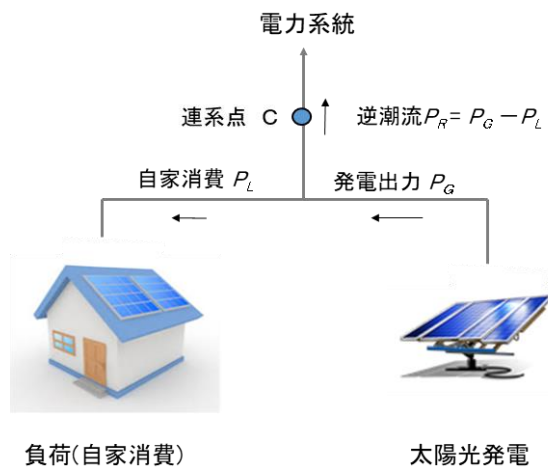 電力系統
連系点 C 逆潮流P_R= P_G －P_L
自家消費 P_L 発電出力 P_G
負荷(自家消費) 太陽光発電